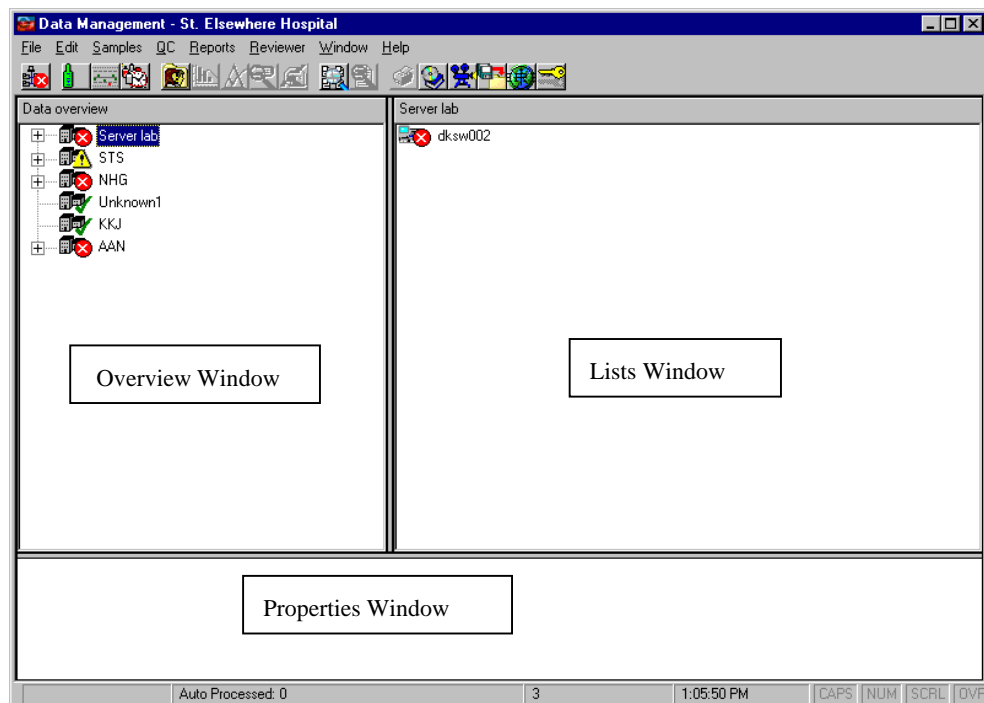 Data Management - St. Elsewhere Hospital
File Edit Samples QC Reports Reviewer Window Help
Data overview
Server lab
Server lab
STS
NHG
Unknown1
KKJ
AAN
dksw002
Overview Window
Lists Window
Properties Window
Auto Processed: 0 3 1:05:50 PM CAPS NUM SCRL OVR